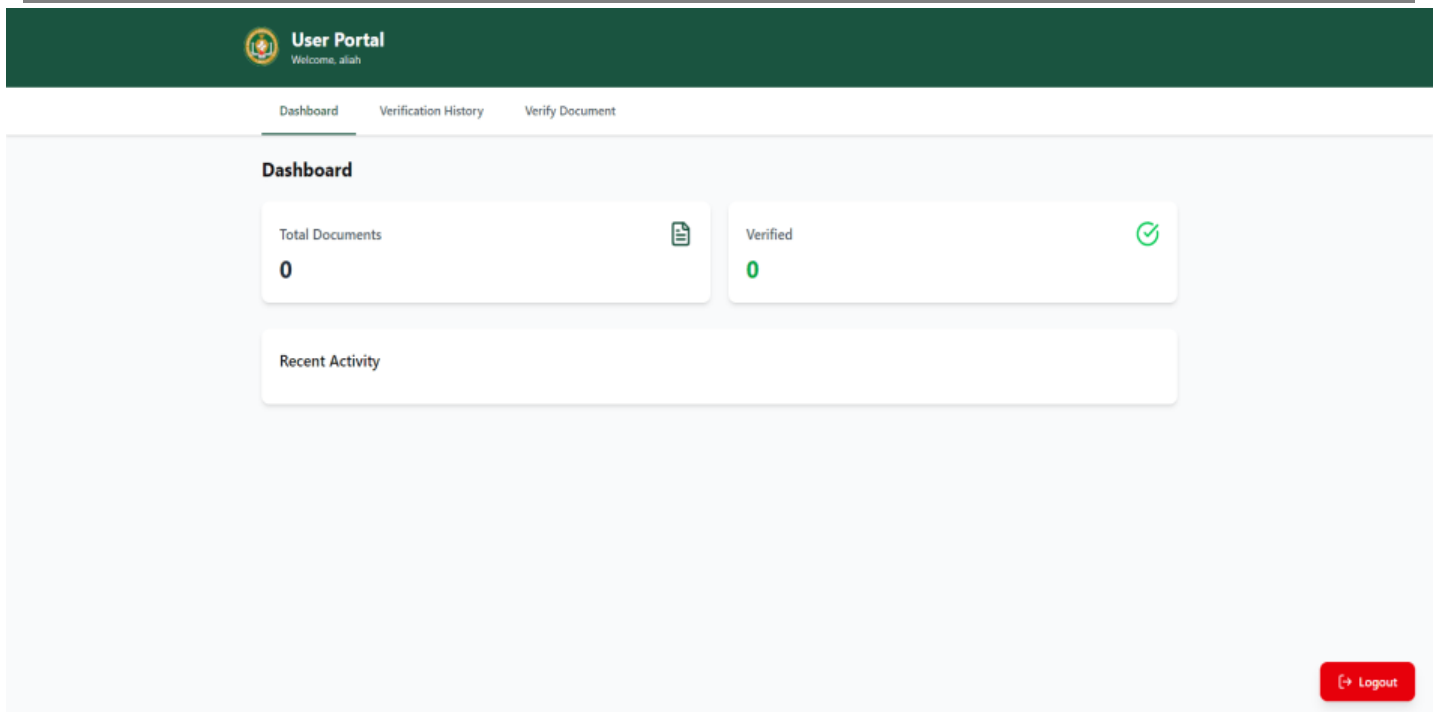 User Portal
Welcome, aliah
Dashboard Verification History Verify Document
Dashboard
Total Documents
0
Verified
0
Recent Activity
Logout